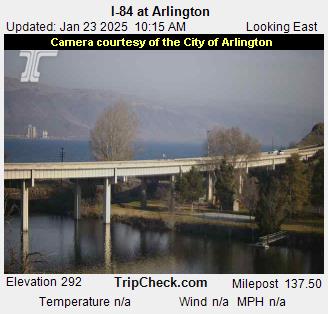 I-84 at Arlington
Updated: Jan 23 2025 10:15 AM Looking East
Camera courtesy of the City of Arlington
Elevation 292 TripCheck.com Milepost 137.50
Temperature n/a Wind n/a MPH n/a